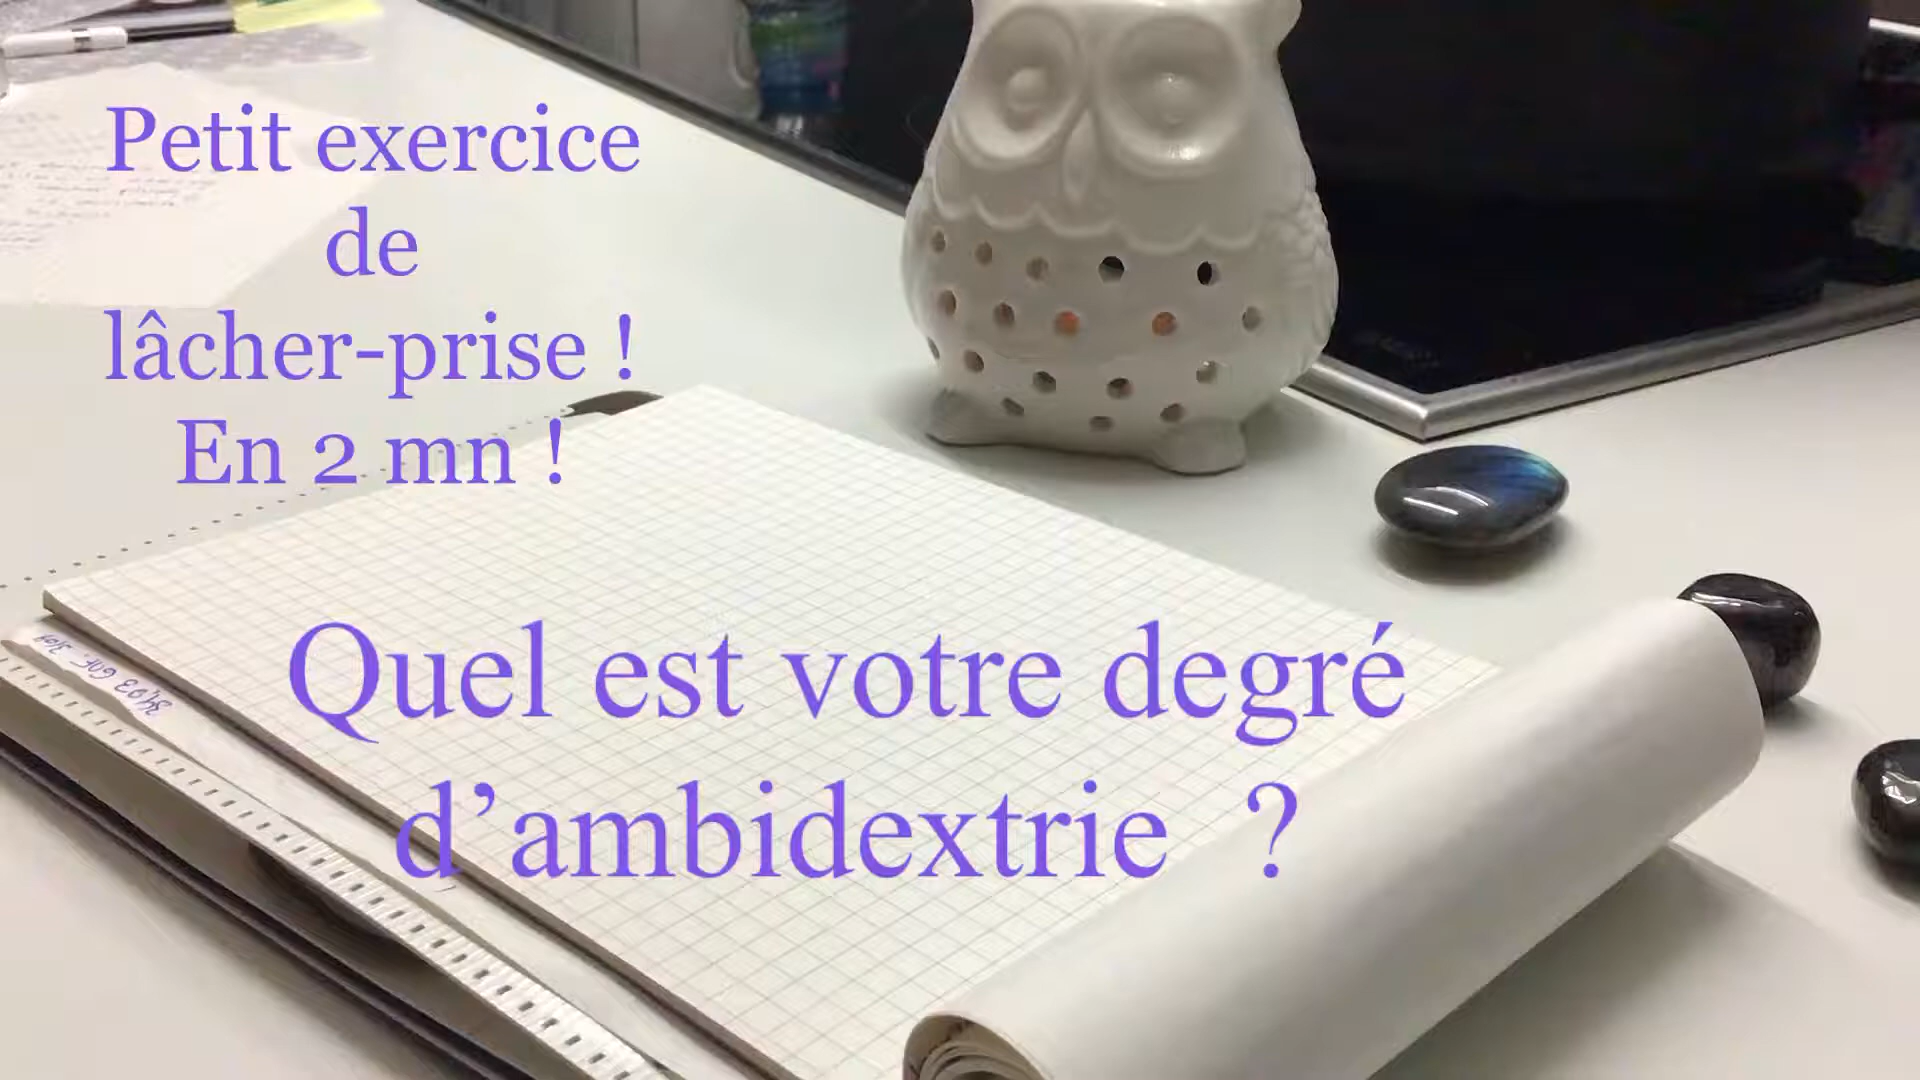 Petit exercice
de
lâcher-prise !
En 2 mn !
Quel est votre degré
d’ambidextrie ?